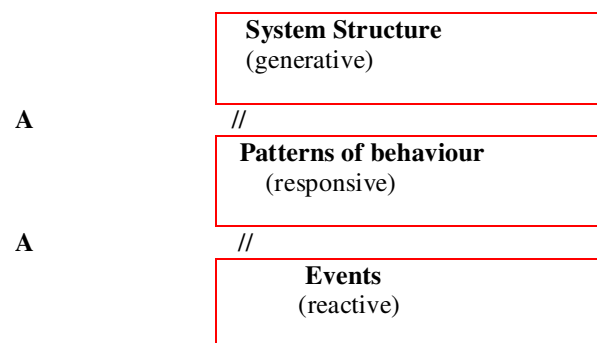 System Structure
(generative)
A //
Patterns of behaviour
(responsive)
A //
Events
(reactive)